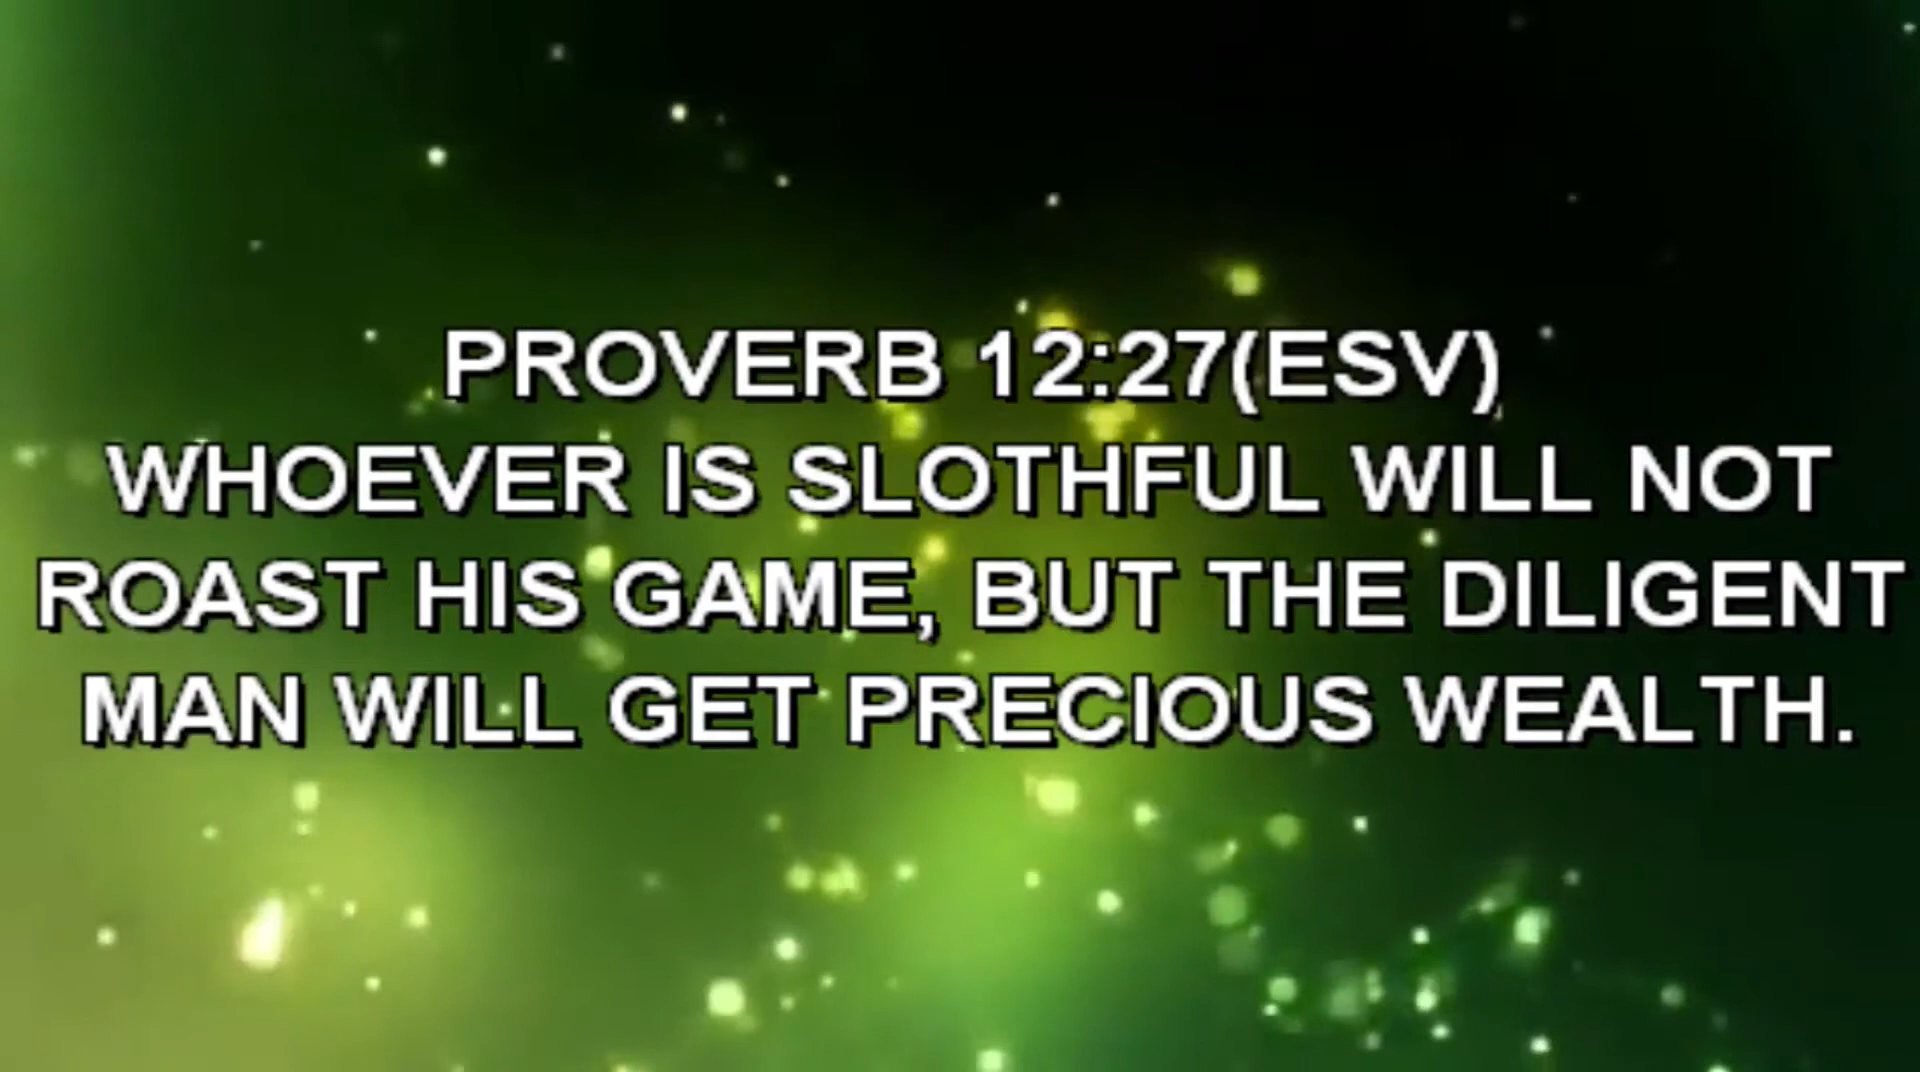 PROVERB 12:27(ESV)
WHOEVER IS SLOTHFUL WILL NOT
ROAST HIS GAME, BUT THE DILIGENT
MAN WILL GET PRECIOUS WEALTH.